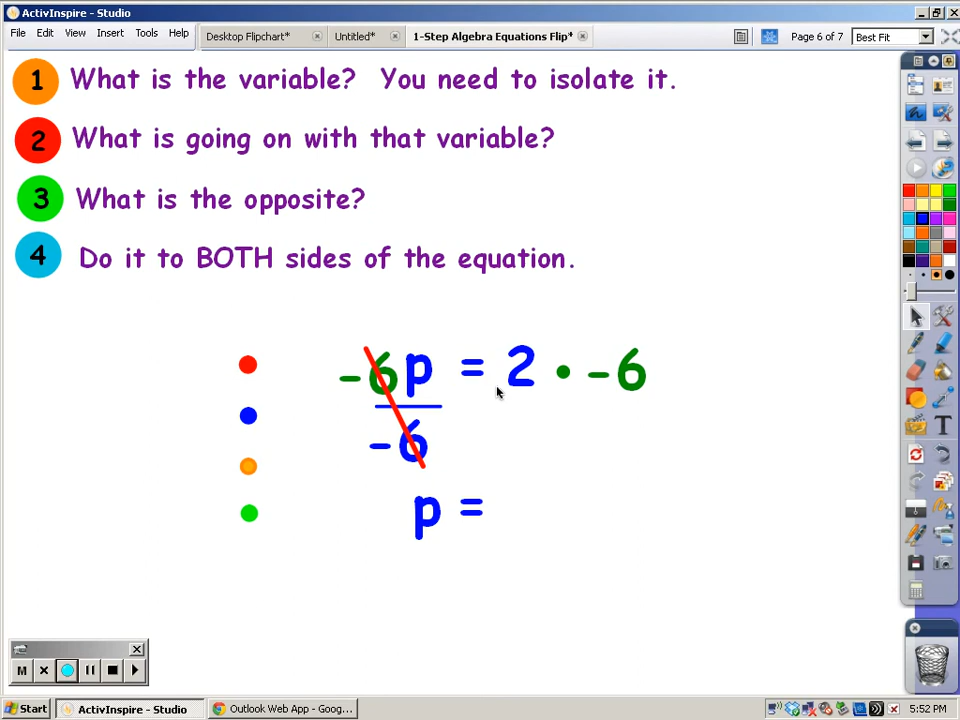 ActivInspire - Studio
File Edit View Insert Tools Help
Desktop Flipchart* Untitled* 1-Step Algebra Equations Flip* Page 6 of 7 Best Fit
1 What is the variable? You need to isolate it.
2 What is going on with that variable?
3 What is the opposite?
4 Do it to BOTH sides of the equation.
-6 p = 2 • -6
-6
p =
M
Start ActivInspire - Studio Outlook Web App - Goog... 5:52 PM